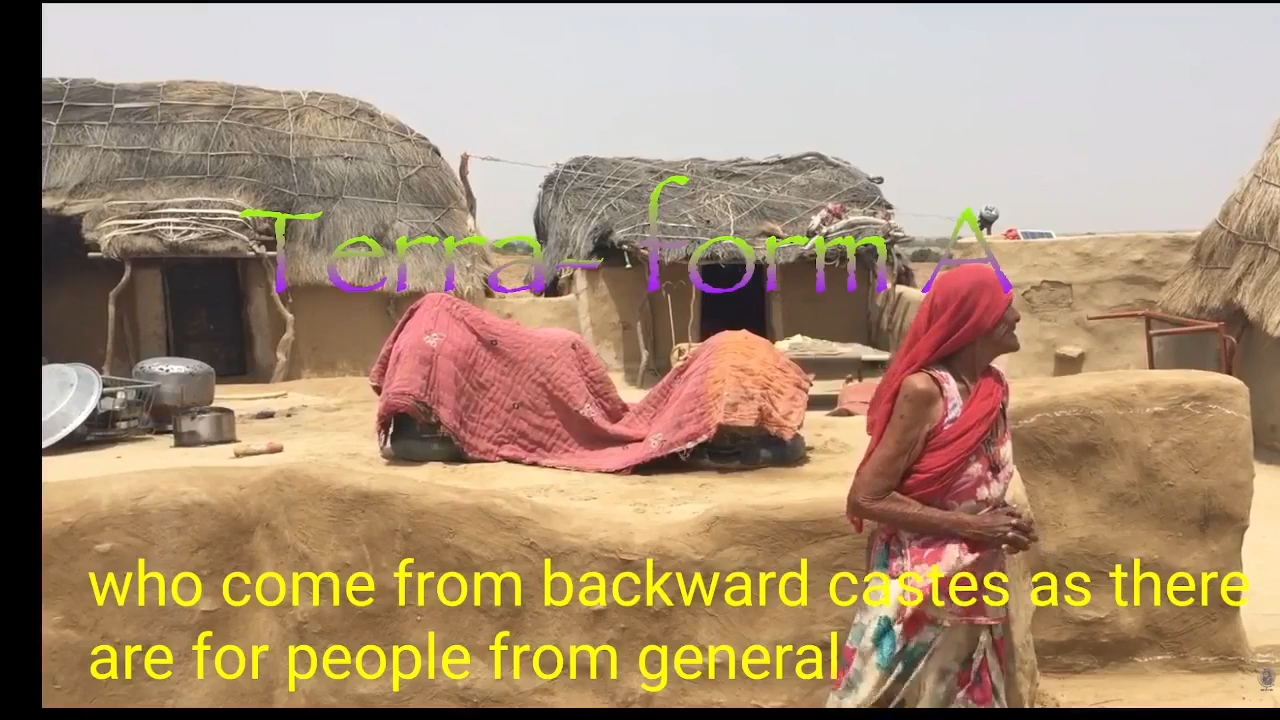 Terra- form A
who come from backward castes as there
are for people from general